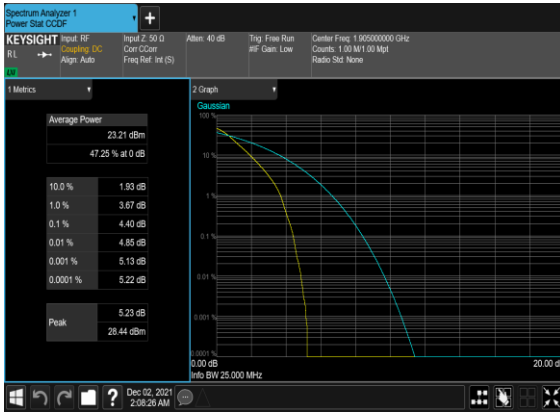 Spectrum Analyzer 1
Power Stat CCDF
+
KEYSIGHT
RL
Input: RF
Coupling: DC
Align: Auto
Input Z: 50 Ω
Corr CCorr
Freq Ref: Int (S)
Atten: 40 dB
Trig: Free Run
#IF Gain: Low
Center Freq: 1.905000000 GHz
Counts: 1.00 M/1.00 Mpt
Radio Std: None
1 Metrics
Average Power
23.21 dBm
47.25 % at 0 dB
10.0 % 1.93 dB
1.0 % 3.67 dB
0.1 % 4.40 dB
0.01 % 4.85 dB
0.001 % 5.13 dB
0.0001 % 5.22 dB
Peak
5.23 dB
28.44 dBm
2 Graph
Gaussian
100 %
10 %
1 %
0.1 %
0.01 %
0.001 %
0.0001 %
0.00 dB
20.00 d
Info BW 25.000 MHz
?
Dec 02, 2021
2:08:26 AM